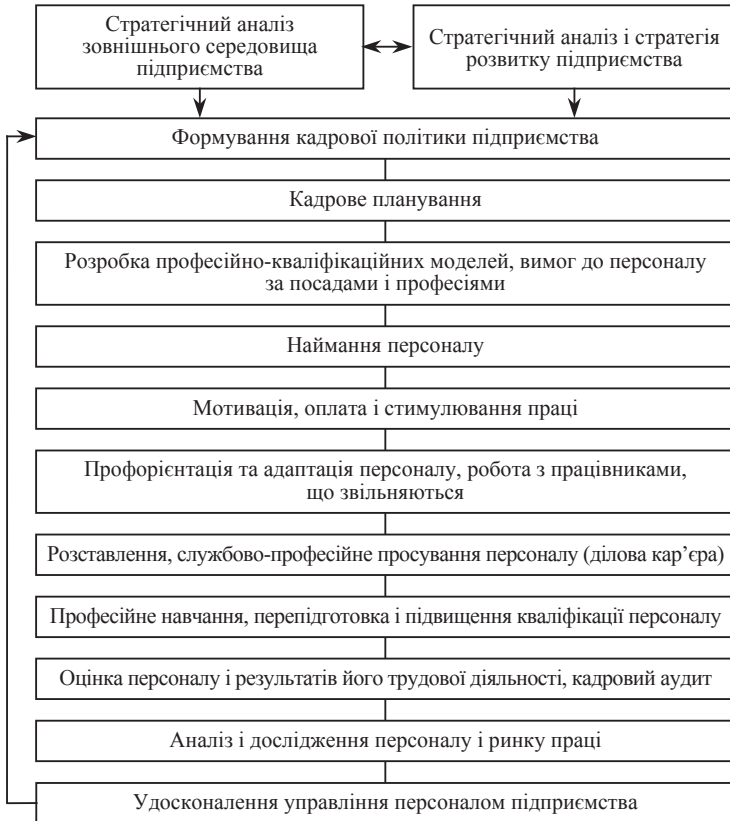 Стратегічний аналіз
зовнішнього середовища
підприємства
Стратегічний аналіз і стратегія
розвитку підприємства
Формування кадрової політики підприємства
Кадрове планування
Розробка професійно-кваліфікаційних моделей, вимог до персоналу
за посадами і професіями
Наймання персоналу
Мотивація, оплата і стимулювання праці
Профорієнтація та адаптація персоналу, робота з працівниками,
що звільняються
Розставлення, службово-професійне просування персоналу (ділова кар’єра)
Професійне навчання, перепідготовка і підвищення кваліфікації персоналу
Оцінка персоналу і результатів його трудової діяльності, кадровий аудит
Аналіз і дослідження персоналу і ринку праці
Удосконалення управління персоналом підприємства